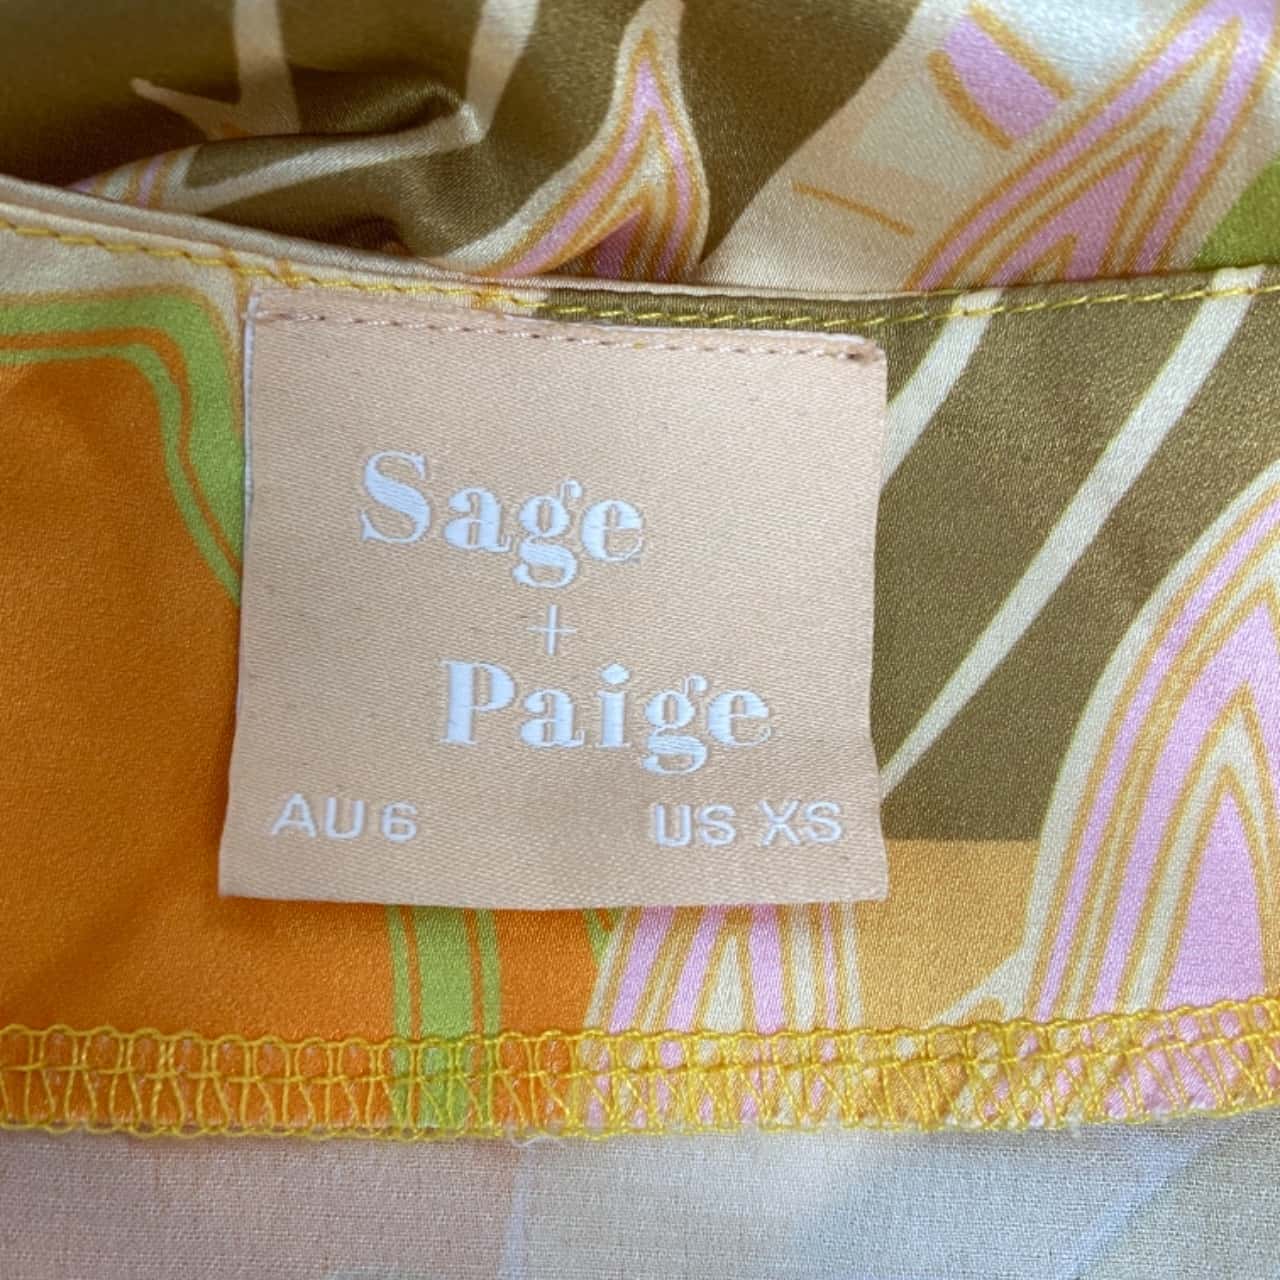 Sage
+
Paige
AU 6 US XS